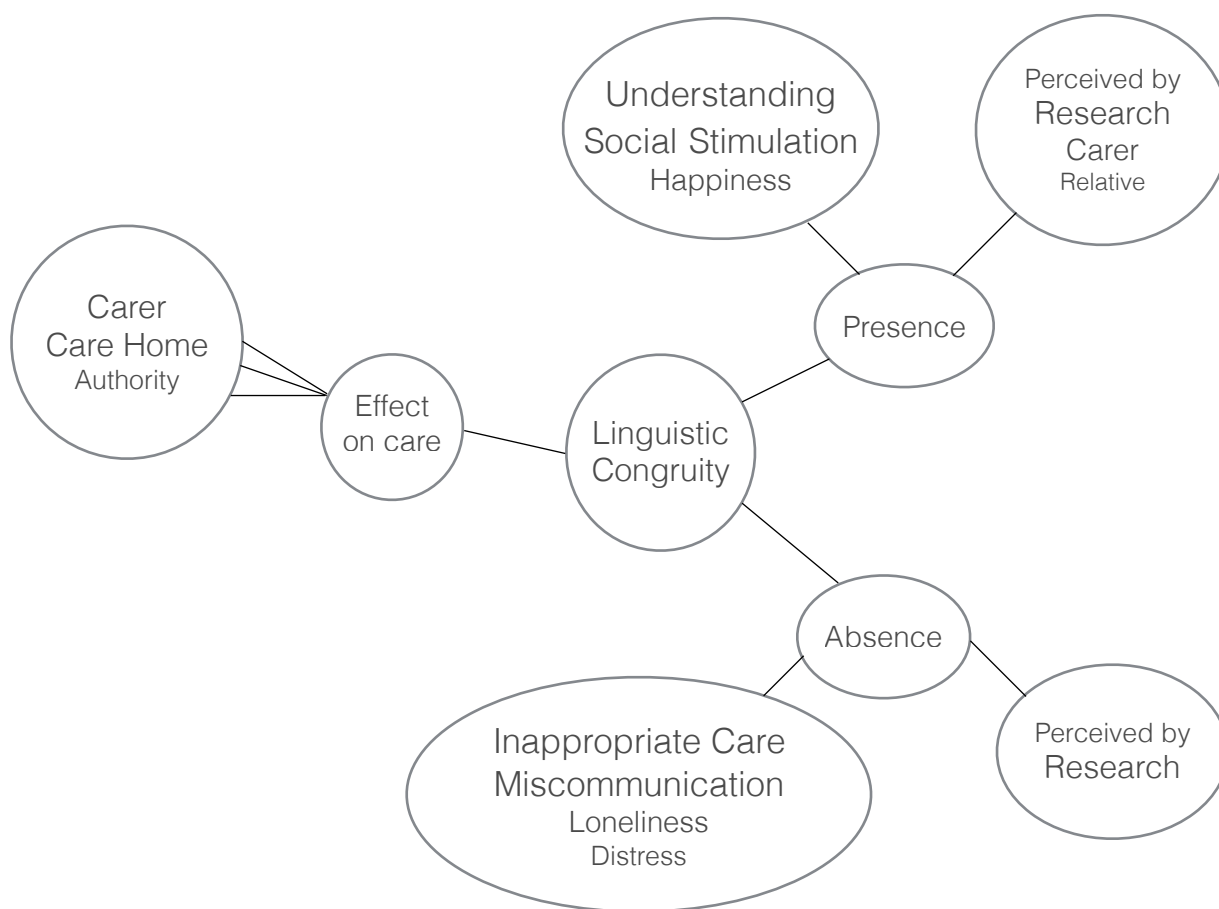 Understanding
Social Stimulation
Happiness
Perceived by
Research
Carer
Relative
Carer
Care Home
Authority
Presence
Effect
on care
Linguistic
Congruity
Absence
Inappropriate Care
Miscommunication
Loneliness
Distress
Perceived by
Research